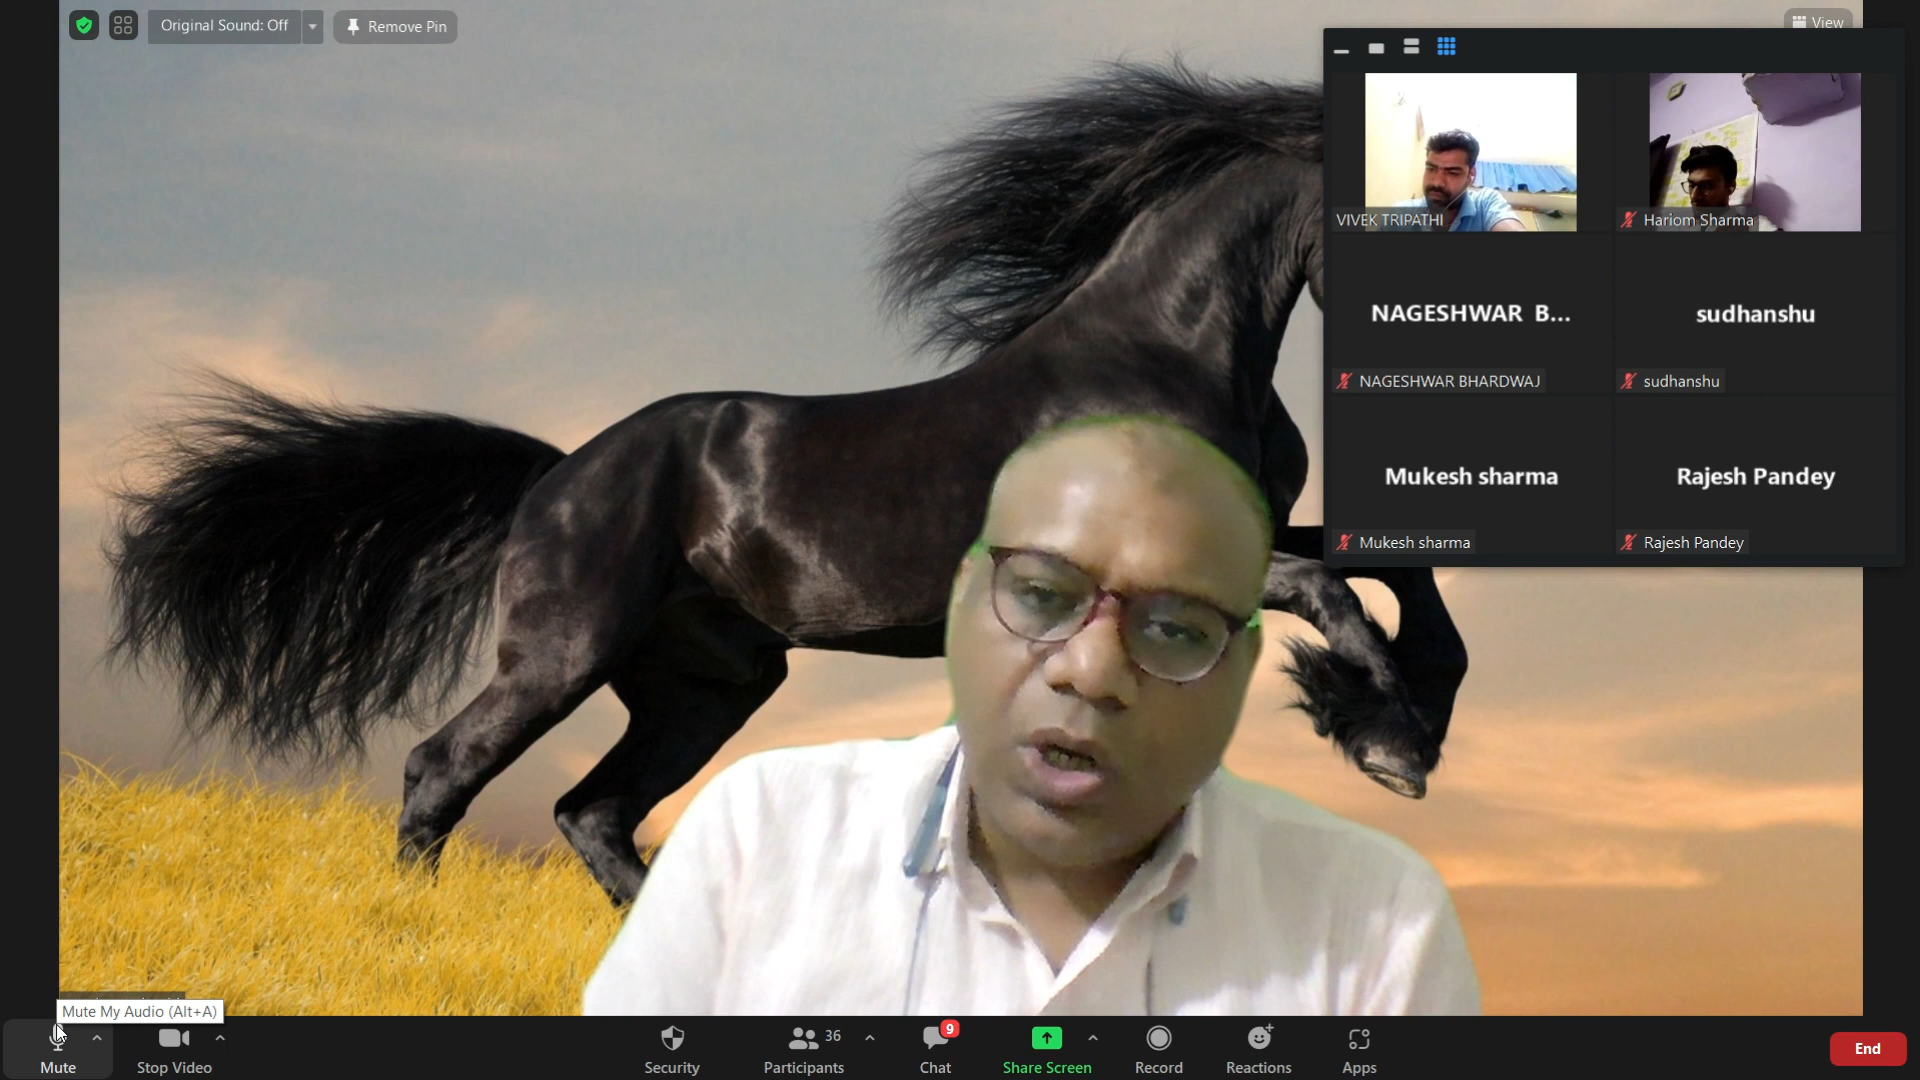 Original Sound: Off
Remove Pin
View
VIVEK TRIPATHI
Hariom Sharma
NAGESHWAR B...
sudhanshu
NAGESHWAR BHARDWAJ
sudhanshu
Mukesh sharma
Rajesh Pandey
Mukesh sharma
Rajesh Pandey
Mute My Audio (Alt+A)
Mute
Stop Video
Security
36
Participants
9
Chat
Share Screen
Record
Reactions
Apps
End